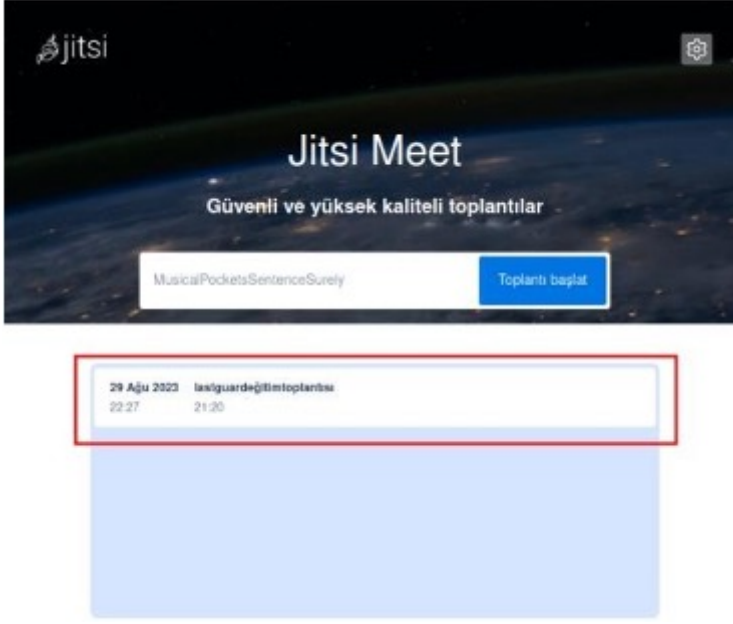 jitsi
Jitsi Meet
Güvenli ve yüksek kaliteli toplantılar
MusicalPocketsSentenceSurely
Toplantı başlat
29 Ağu 2023 lastguardeğitimtoplantısı
22:27 21:20